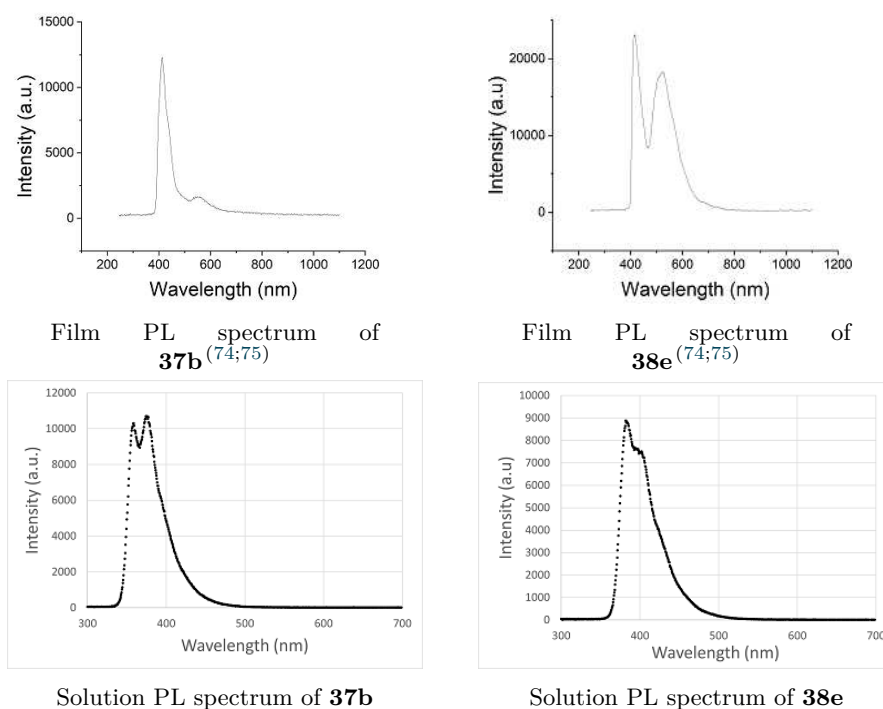 15000
10000
5000
0
Intensity (a.u.)
200 400 600 800 1000 1200
Wavelength (nm)
Film PL spectrum of
37b(74;75)
20000
10000
0
Intensity (a.u)
200 400 600 800 1000 1200
Wavelength (nm)
Film PL spectrum of
38e(74;75)
12000
10000
8000
6000
4000
2000
0
Intensity (a.u.)
300 400 500 600 700
Wavelength (nm)
Solution PL spectrum of 37b
10000
9000
8000
7000
6000
5000
4000
3000
2000
1000
0
Intensity (a.u)
300 400 500 600 700
Wavelength (nm)
Solution PL spectrum of 38e